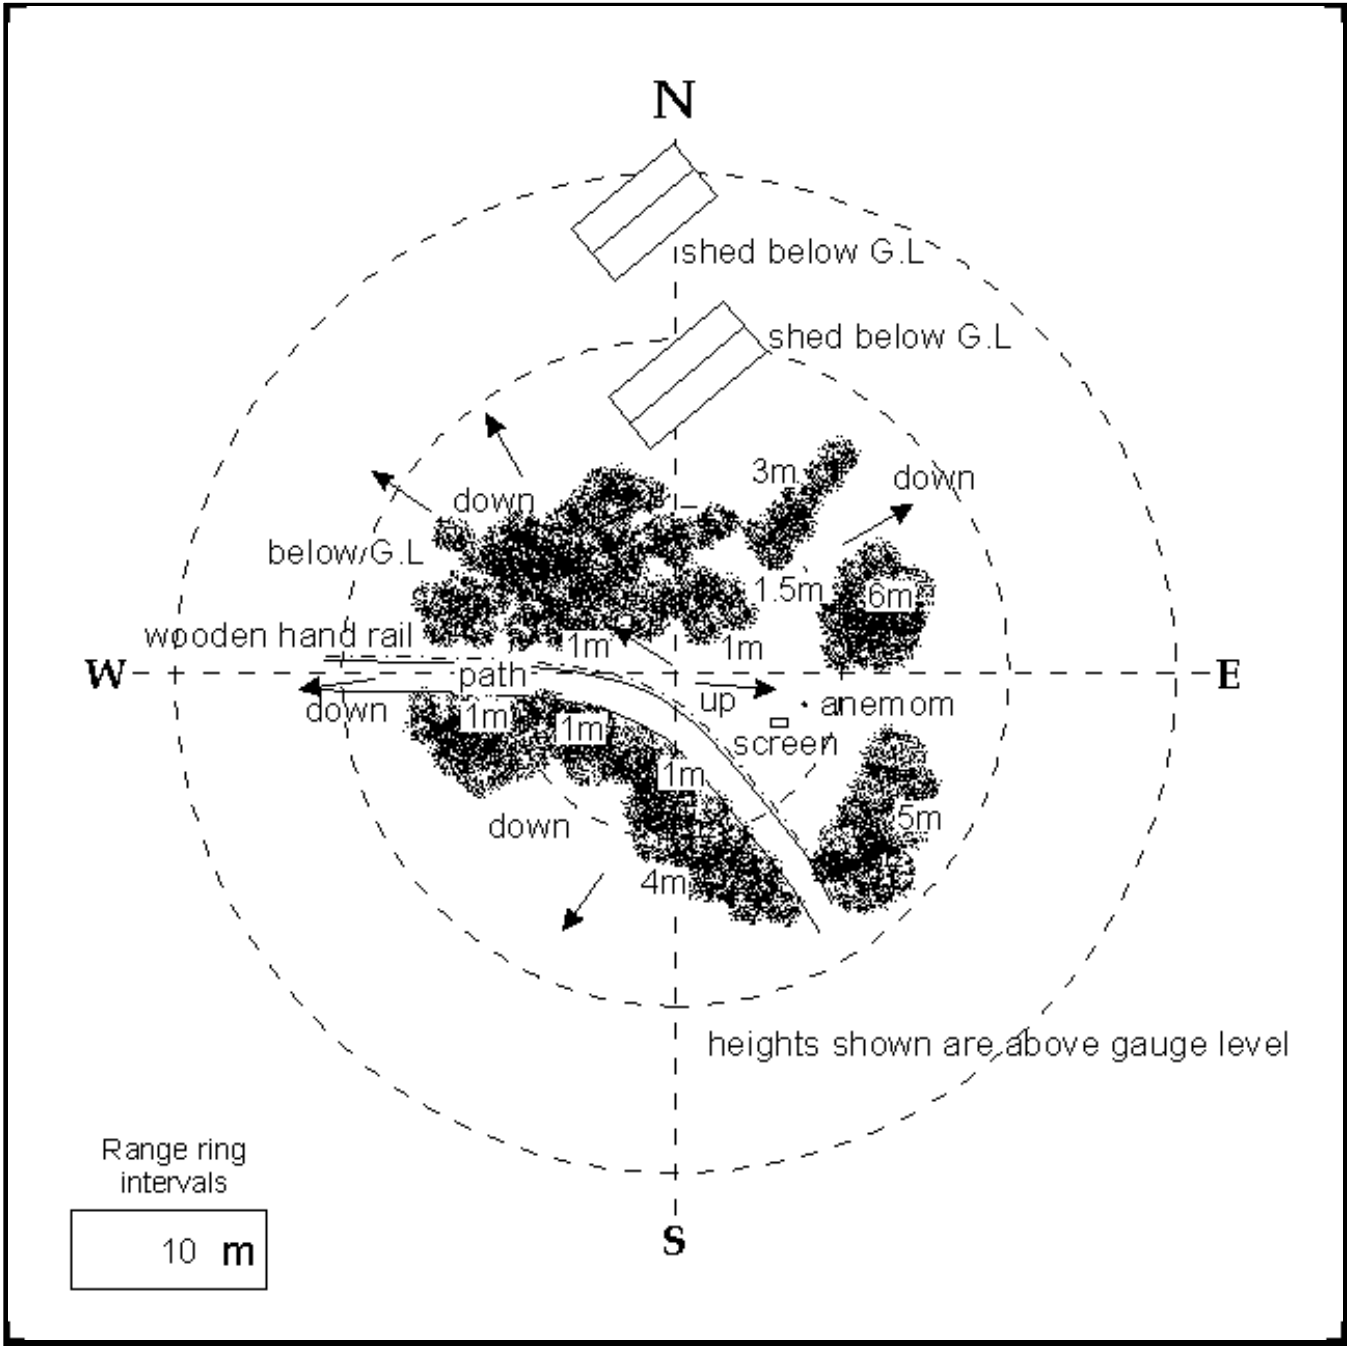 N
shed below G.L
shed below G.L
3m
down
down
below G.L
1.5m
6m
wooden hand rail
1m
1m
W
path
E
down
1m
up
anemom
1m
screen
1m
5m
down
4m
heights shown are above gauge level
Range ring
intervals
S
10 m